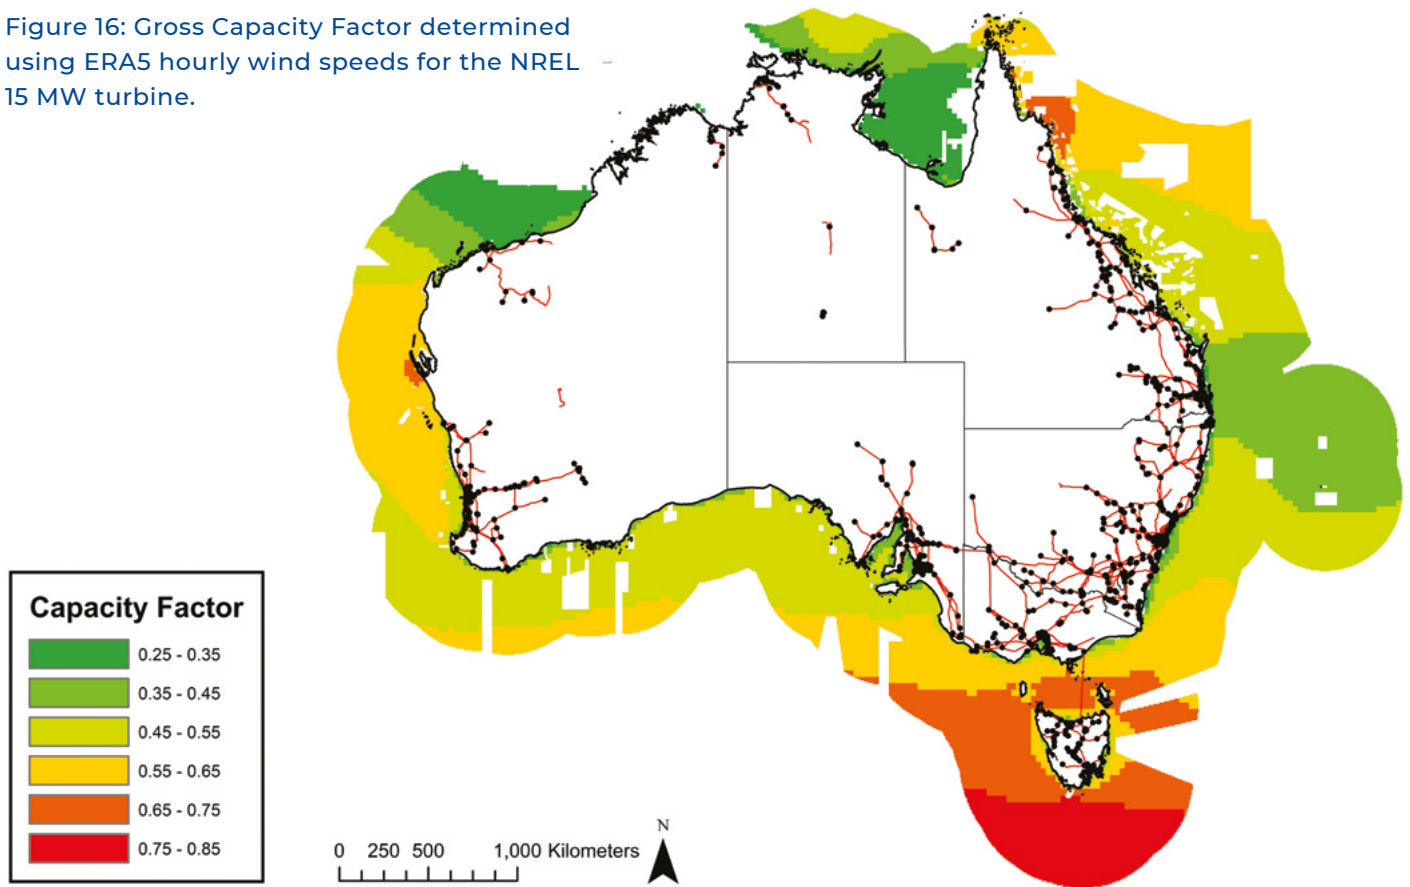 Figure 16: Gross Capacity Factor determined
using ERA5 hourly wind speeds for the NREL
15 MW turbine.
Capacity Factor
0.25 - 0.35
0.35 - 0.45
0.45 - 0.55
0.55 - 0.65
0.65 - 0.75
0.75 - 0.85
0 250 500 1,000 Kilometers
N